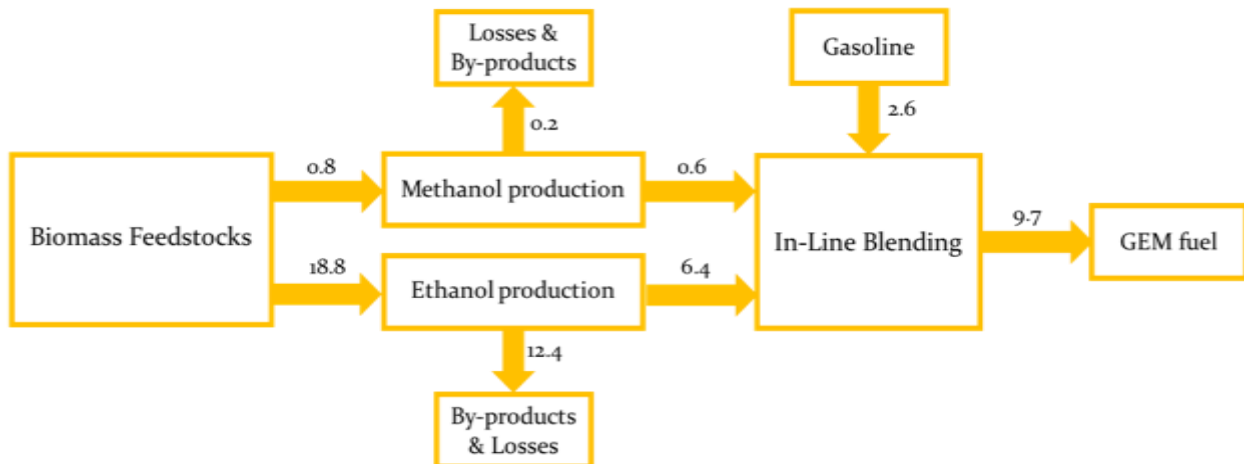 Losses &
By-products
Gasoline
0.2
2.6
0.8
0.6
Biomass Feedstocks
Methanol production
In-Line Blending
9.7
GEM fuel
18.8
6.4
Ethanol production
12.4
By-products
& Losses